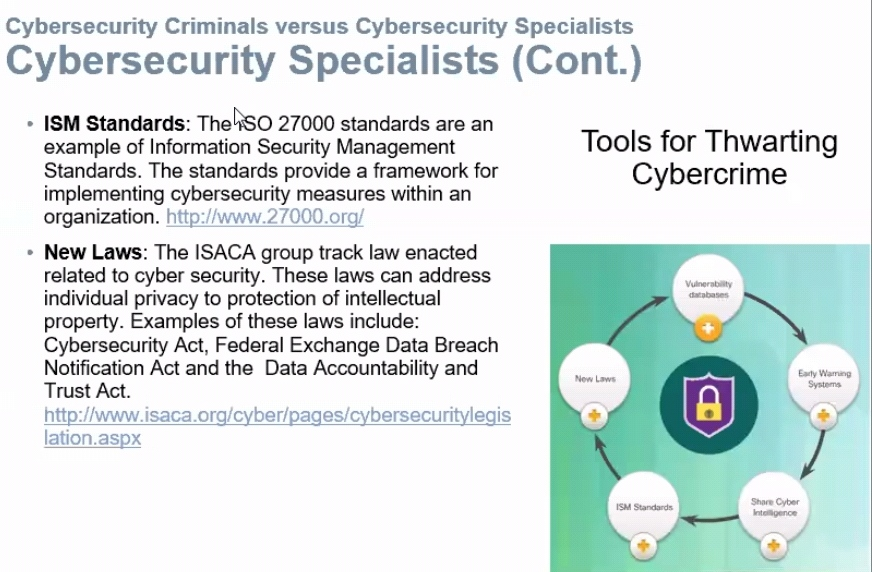 Cybersecurity Criminals versus Cybersecurity Specialists
Cybersecurity Specialists (Cont.)
• ISM Standards: The ISO 27000 standards are an
example of Information Security Management
Standards. The standards provide a framework for
implementing cybersecurity measures within an
organization. http://www.27000.org/
• New Laws: The ISACA group track law enacted
related to cyber security. These laws can address
individual privacy to protection of intellectual
property. Examples of these laws include:
Cybersecurity Act, Federal Exchange Data Breach
Notification Act and the Data Accountability and
Trust Act.
http://www.isaca.org/cyber/pages/cybersecuritylegis
lation.aspx
Tools for Thwarting
Cybercrime
Vulnerability
databases
Early Warning
Systems
Share Cyber
Intelligence
ISM Standards
New Laws